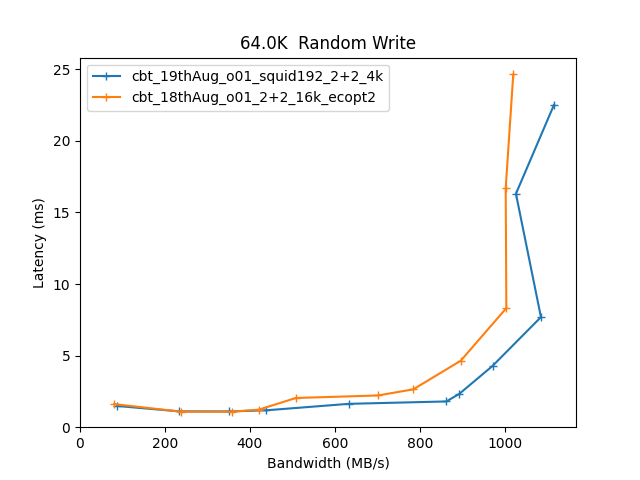 64.0K  Random Write
cbt_19thAug_o01_squid192_2+2_4k
cbt_18thAug_o01_2+2_16k_ecopt2
Latency (ms)
25
20
15
10
5
0
0 200 400 600 800 1000
Bandwidth (MB/s)